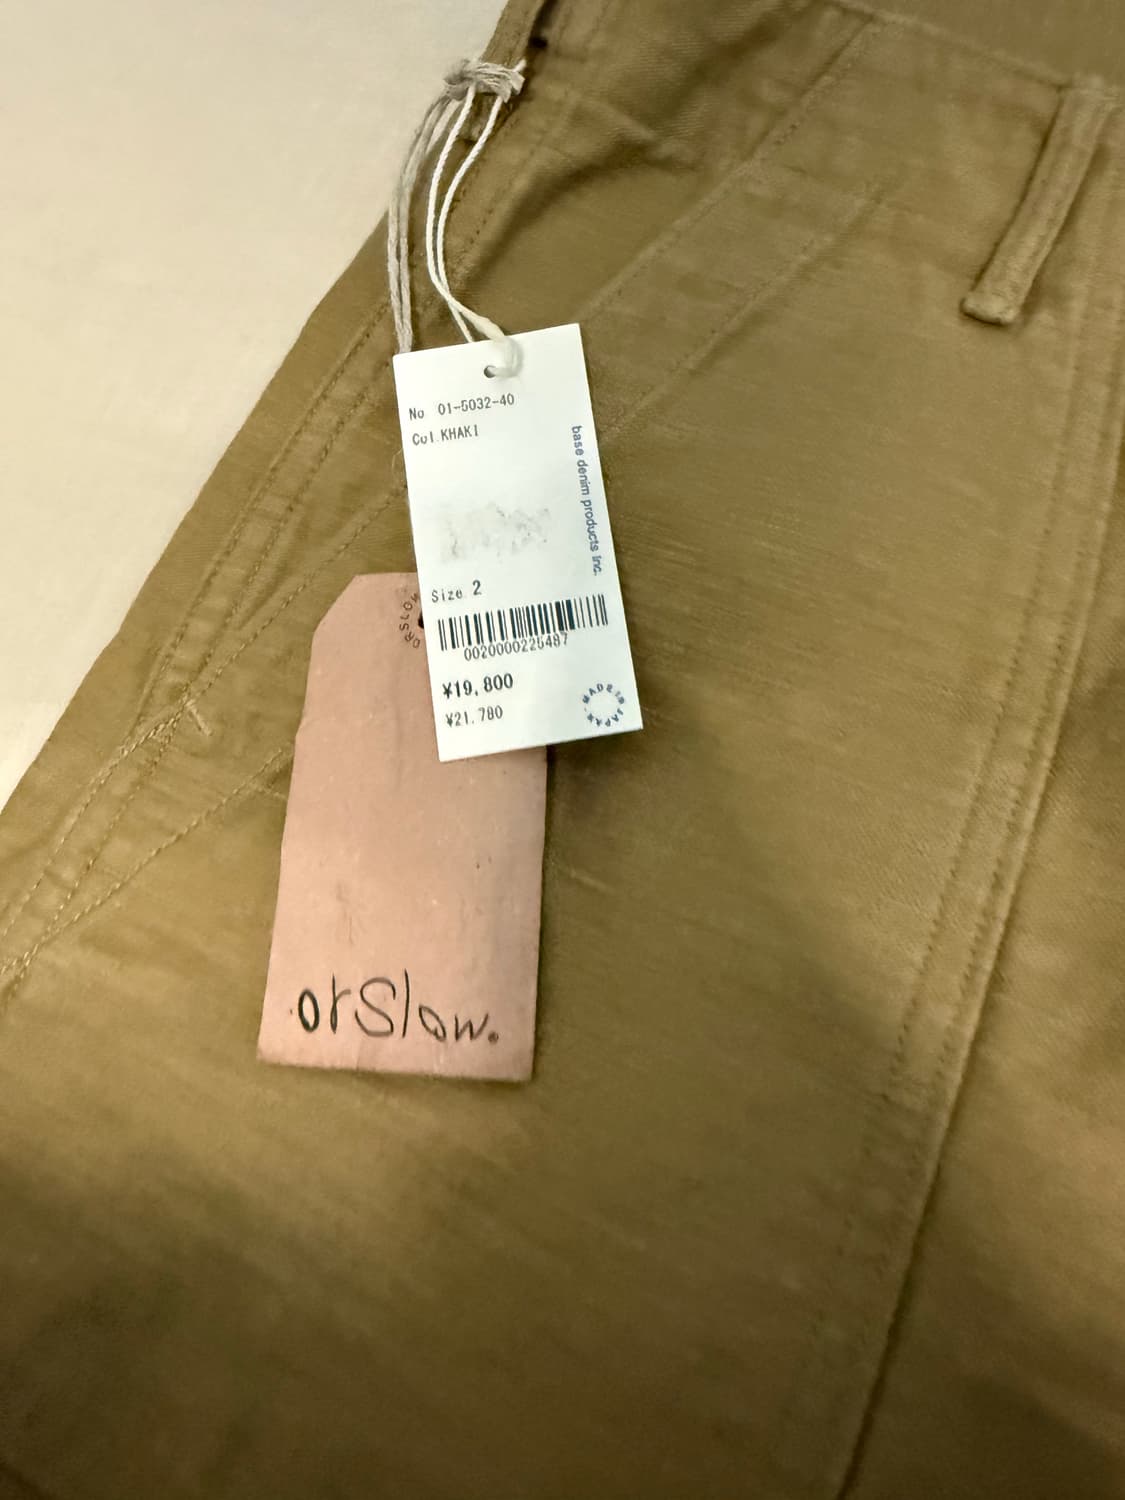 No 01-5032-40
Col.KHAKI
base denim products inc.
Size 2
0020000225487
¥19,800
¥21,780
MADE IN JAPAN
ORSLOW
orSlow.